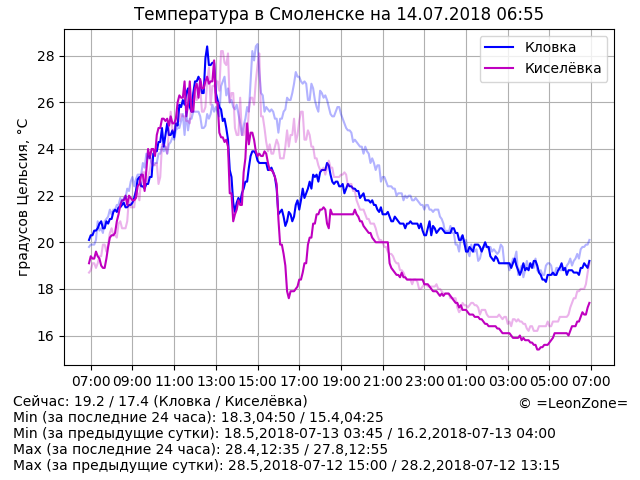 Температура в Смоленске на 14.07.2018 06:55
Кловка
Киселёвка
градусов Цельсия, °C
28
26
24
22
20
18
16
07:00 09:00 11:00 13:00 15:00 17:00 19:00 21:00 23:00 01:00 03:00 05:00 07:00
Сейчас: 19.2 / 17.4 (Кловка / Киселёвка)
© =LeonZone=
Min (за последние 24 часа): 18.3,04:50 / 15.4,04:25
Min (за предыдущие сутки): 18.5,2018-07-13 03:45 / 16.2,2018-07-13 04:00
Max (за последние 24 часа): 28.4,12:35 / 27.8,12:55
Max (за предыдущие сутки): 28.5,2018-07-12 15:00 / 28.2,2018-07-12 13:15